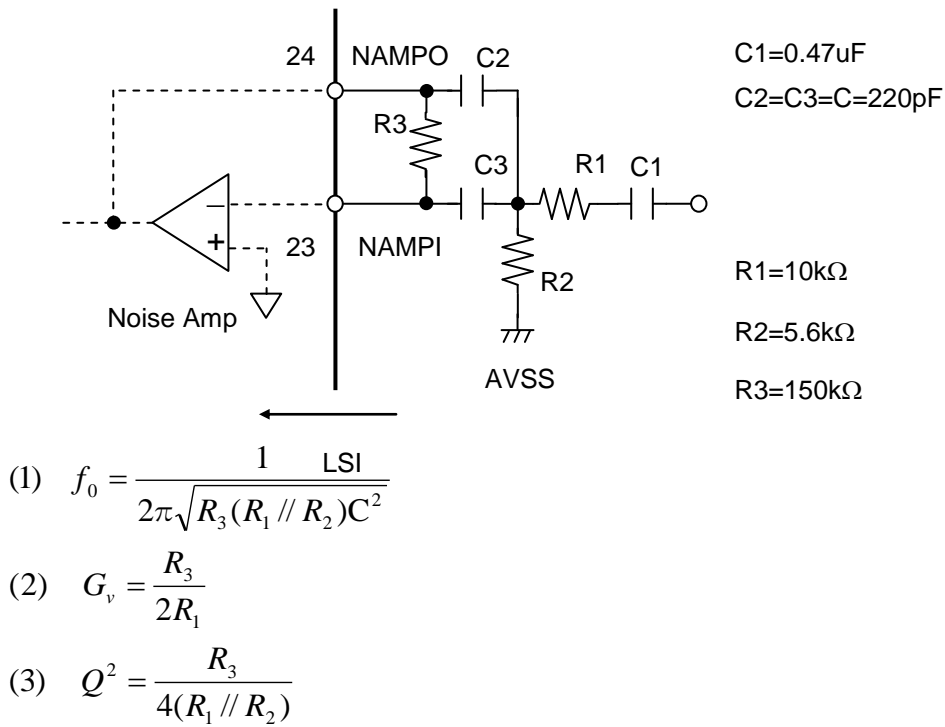 24 NAMPO C2
R3
C3 R1 C1
23 NAMPI
R2
Noise Amp
AVSS
LSI
C1=0.47uF
C2=C3=C=220pF
R1=10kΩ
R2=5.6kΩ
R3=150kΩ
(1) f₀ = 1 / 2π√R₃(R₁ // R₂)C²
(2) Gᵥ = R₃ / 2R₁
(3) Q² = R₃ / 4(R₁ // R₂)